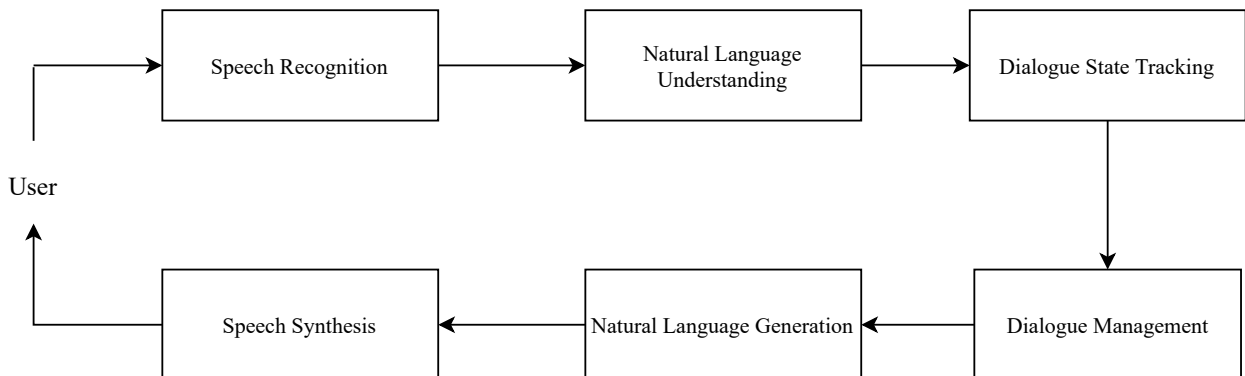 Speech Recognition
Natural Language
Understanding
Dialogue State Tracking
User
Speech Synthesis
Natural Language Generation
Dialogue Management